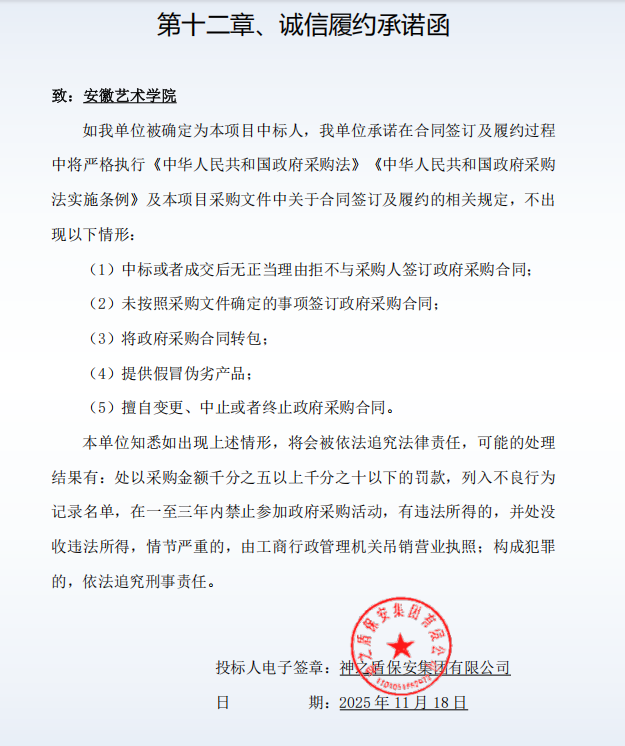 第十二章、诚信履约承诺函
致：安徽艺术学院
如我单位被确定为本项目中标人，我单位承诺在合同签订及履约过程
中将严格执行《中华人民共和国政府采购法》《中华人民共和国政府采购
法实施条例》及本项目采购文件中关于合同签订及履约的相关规定，不出
现以下情形：
（1）中标或者成交后无正当理由拒不与采购人签订政府采购合同；
（2）未按照采购文件确定的事项签订政府采购合同；
（3）将政府采购合同转包；
（4）提供假冒伪劣产品；
（5）擅自变更、中止或者终止政府采购合同。
本单位知悉如出现上述情形，将会被依法追究法律责任，可能的处理
结果有：处以采购金额千分之五以上千分之十以下的罚款，列入不良行为
记录名单，在一至三年内禁止参加政府采购活动，有违法所得的，并处没
收违法所得，情节严重的，由工商行政管理机关吊销营业执照；构成犯罪
的，依法追究刑事责任。
神之盾保安集团有限公司
投标人电子签章：神之盾保安集团有限公司
日 期：2025 年 11 月 18 日